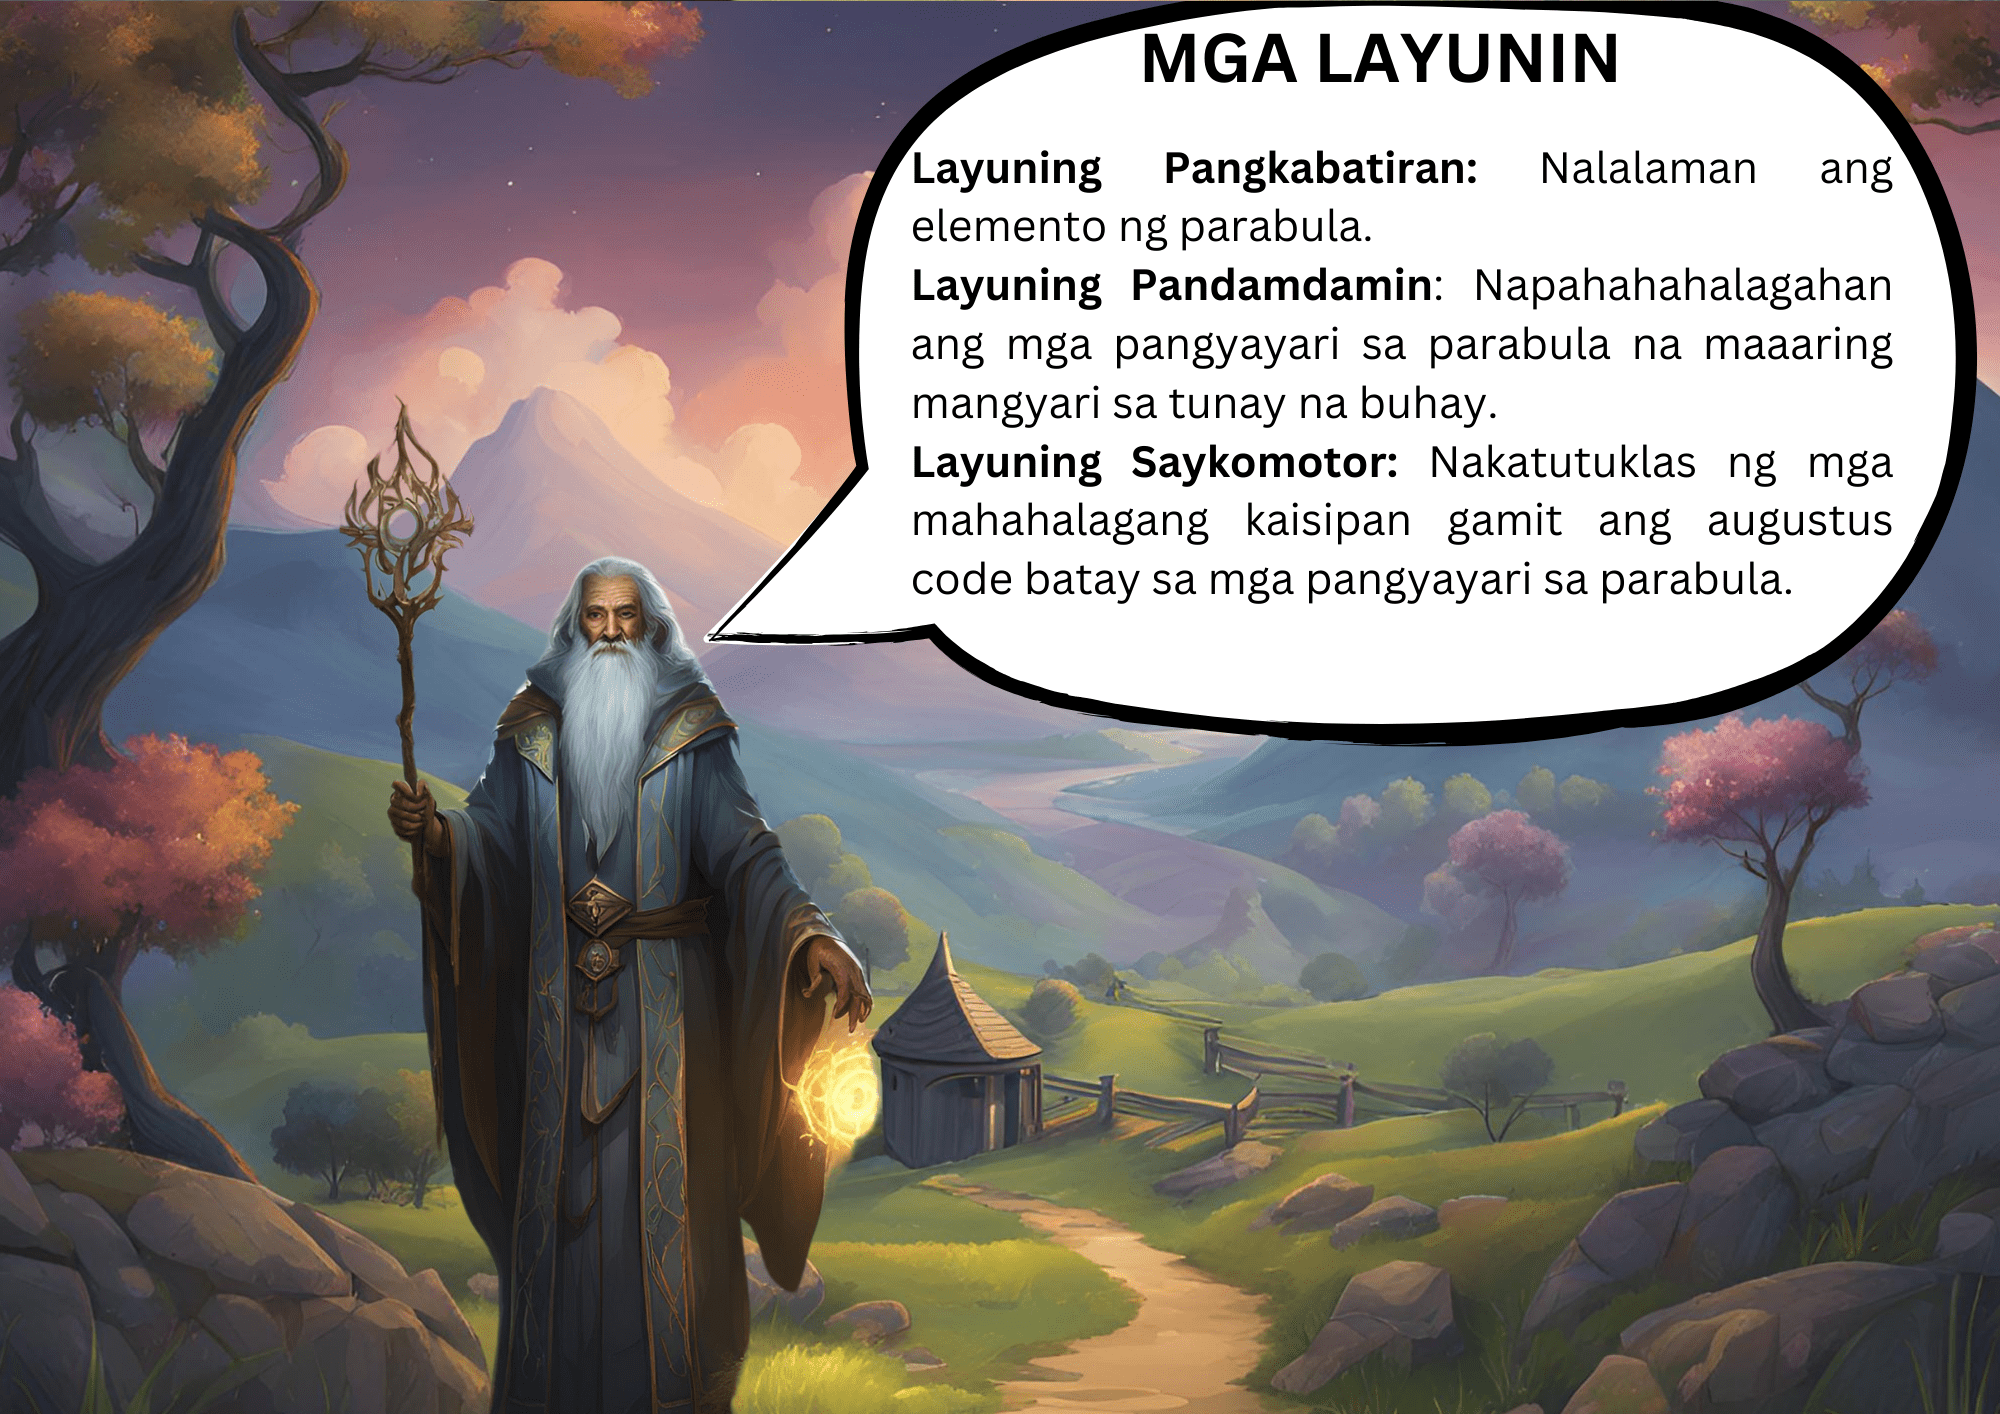 MGA LAYUNIN
Layuning Pangkabatiran: Nalalaman ang
elemento ng parabula.
Layuning Pandamdamin: Napahahahalagahan
ang mga pangyayari sa parabula na maaaring
mangyari sa tunay na buhay.
Layuning Saykomotor: Nakatutuklas ng mga
mahahalagang kaisipan gamit ang augustus
code batay sa mga pangyayari sa parabula.